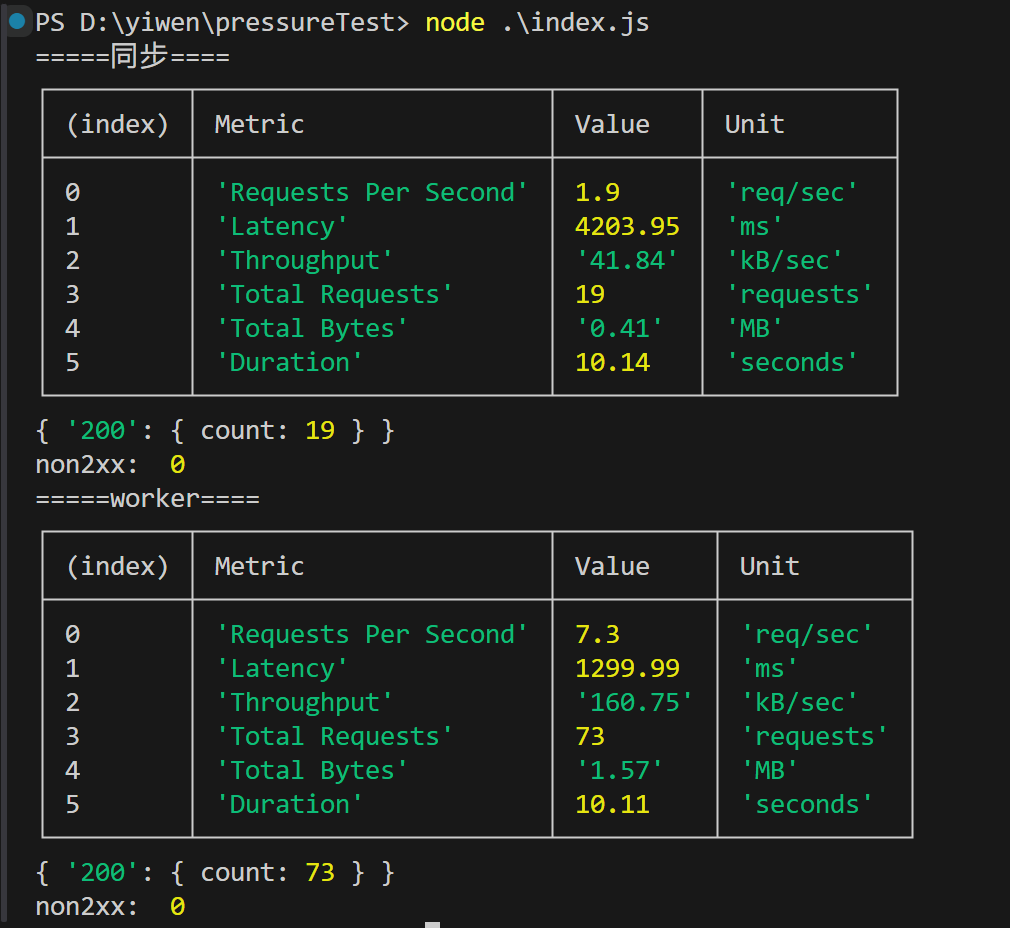 PS D:\yiwen\pressureTest> node .\index.js
=====同步====
(index) Metric Value Unit
0 'Requests Per Second' 1.9 'req/sec'
1 'Latency' 4203.95 'ms'
2 'Throughput' '41.84' 'kB/sec'
3 'Total Requests' 19 'requests'
4 'Total Bytes' '0.41' 'MB'
5 'Duration' 10.14 'seconds'
{ '200': { count: 19 } }
non2xx:  0
=====worker====
(index) Metric Value Unit
0 'Requests Per Second' 7.3 'req/sec'
1 'Latency' 1299.99 'ms'
2 'Throughput' '160.75' 'kB/sec'
3 'Total Requests' 73 'requests'
4 'Total Bytes' '1.57' 'MB'
5 'Duration' 10.11 'seconds'
{ '200': { count: 73 } }
non2xx:  0